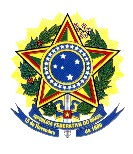 REPÚBLICA FEDERATIVA DO BRASIL
15 de Novembro de 1889